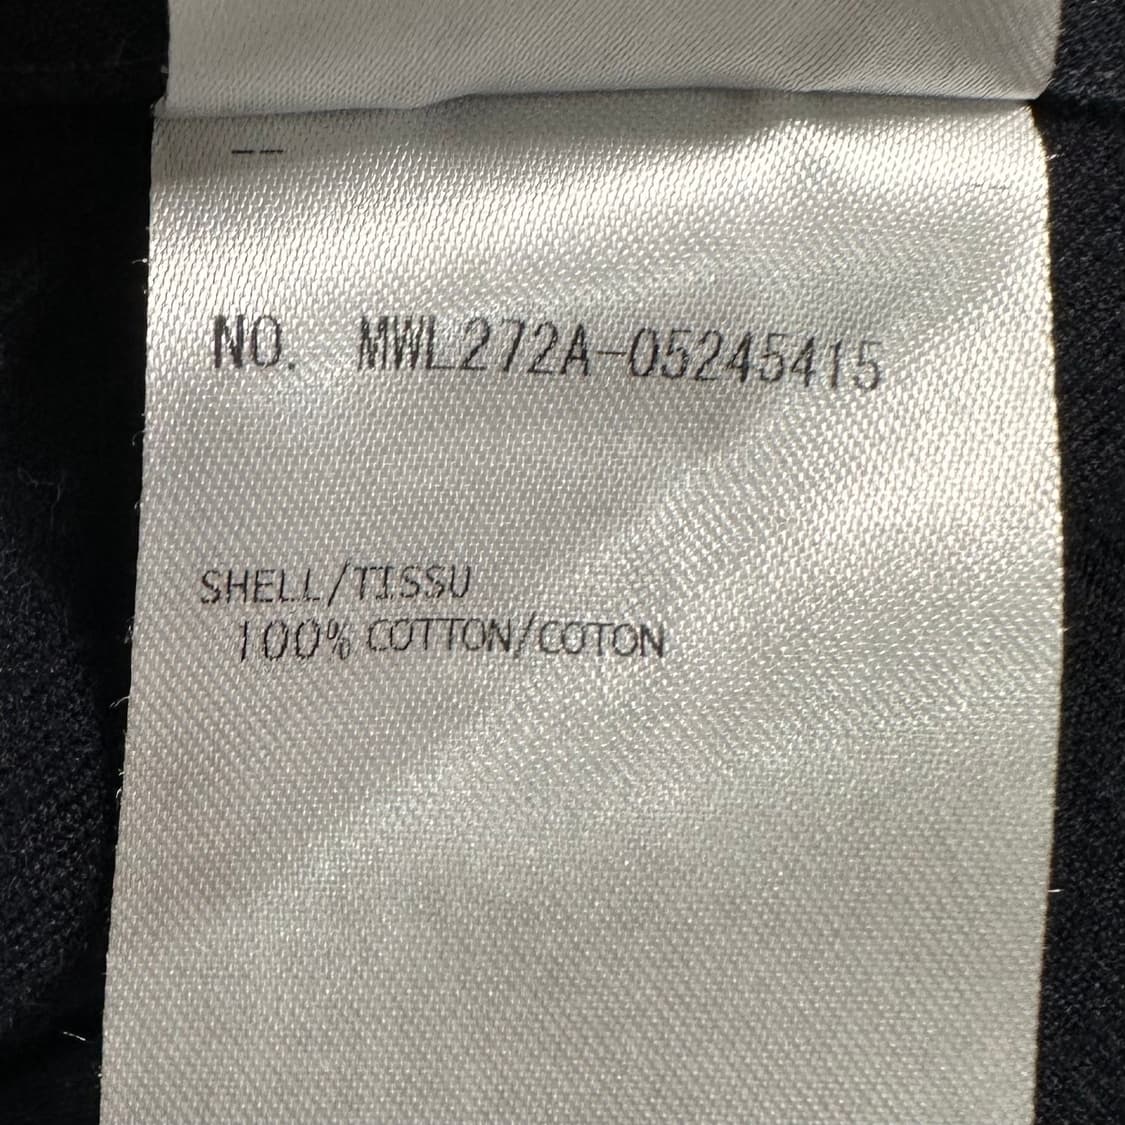 --
--
NO. MWL272A-05245415
SHELL/TISSU
100% COTTON/COTON